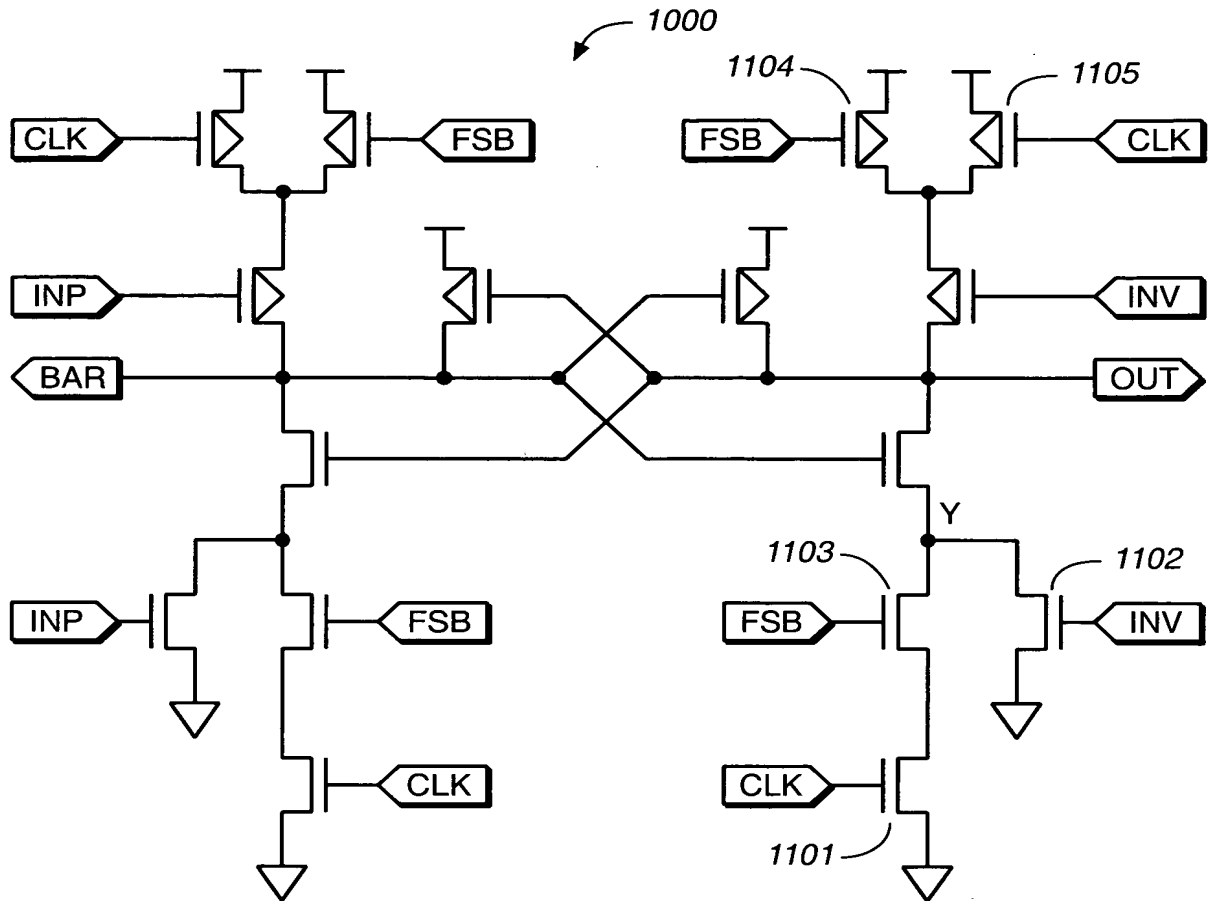 1000
1104
1105
CLK
FSB
FSB
CLK
INP
INV
BAR
OUT
Y
1103
1102
INP
FSB
FSB
INV
CLK
CLK
1101